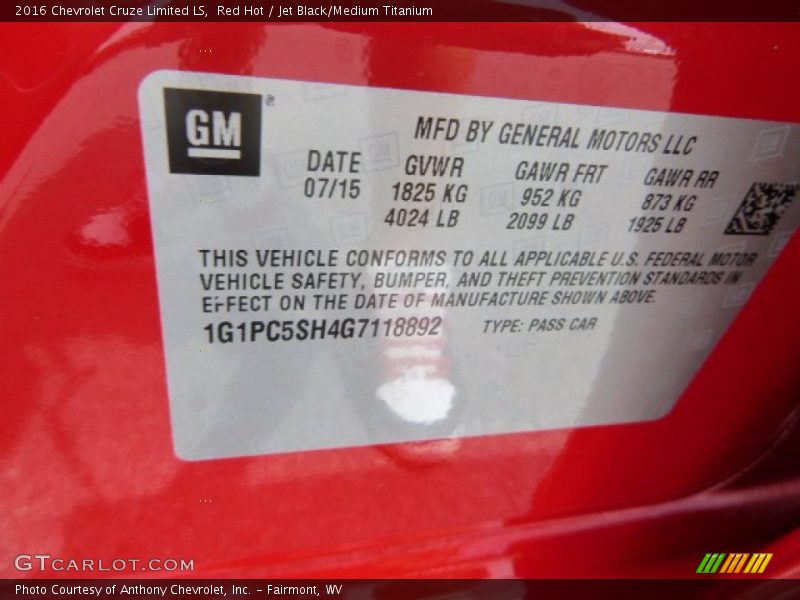 2016 Chevrolet Cruze Limited LS, Red Hot / Jet Black/Medium Titanium
GM
MFD BY GENERAL MOTORS LLC
DATE GVWR GAWR FRT GAWR RR
07/15 1825 KG 952 KG 873 KG
4024 LB 2099 LB 1925 LB
THIS VEHICLE CONFORMS TO ALL APPLICABLE U.S. FEDERAL MOTOR
VEHICLE SAFETY, BUMPER, AND THEFT PREVENTION STANDARDS IN
EFFECT ON THE DATE OF MANUFACTURE SHOWN ABOVE.
1G1PC5SH4G7118892 TYPE: PASS CAR
GTCARLOT.COM
Photo Courtesy of Anthony Chevrolet, Inc. – Fairmont, WV